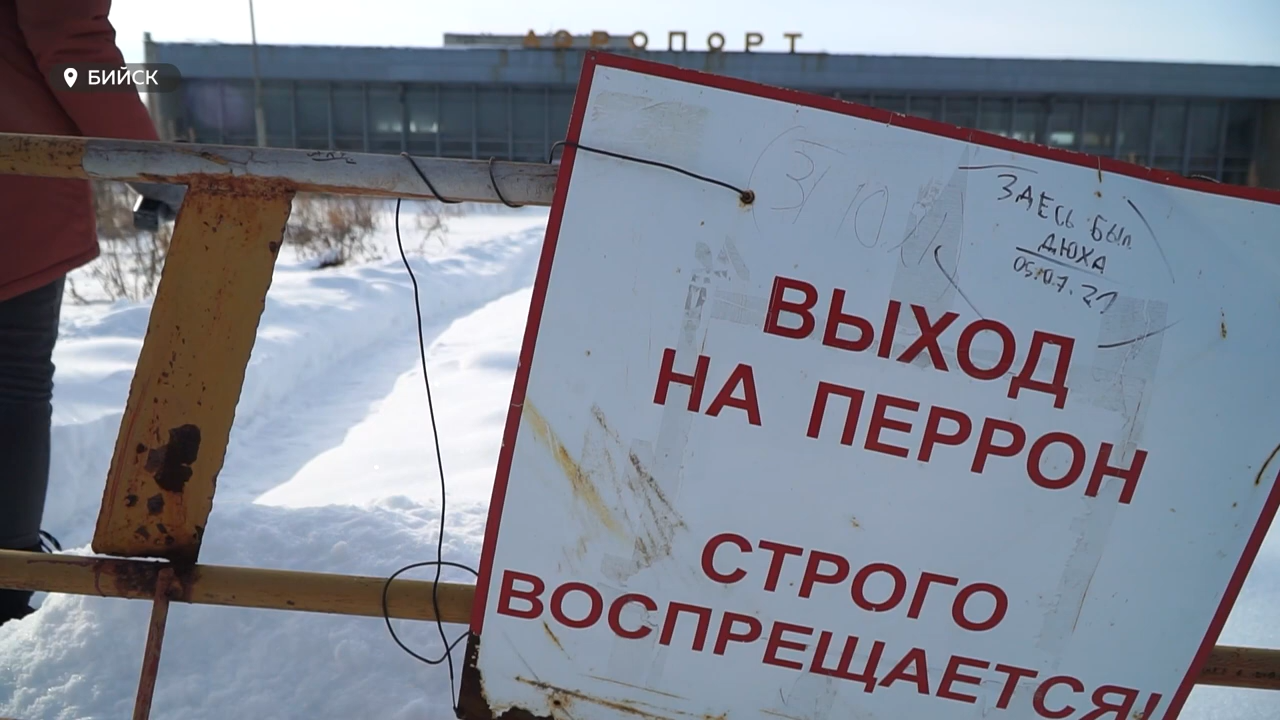 АЭРОПОРТ
БИЙСК
ЗДЕСЬ БЫЛ
ДЮХА
05.07.21
ВЫХОД
НА ПЕРРОН
СТРОГО
ВОСПРЕЩАЕТСЯ!